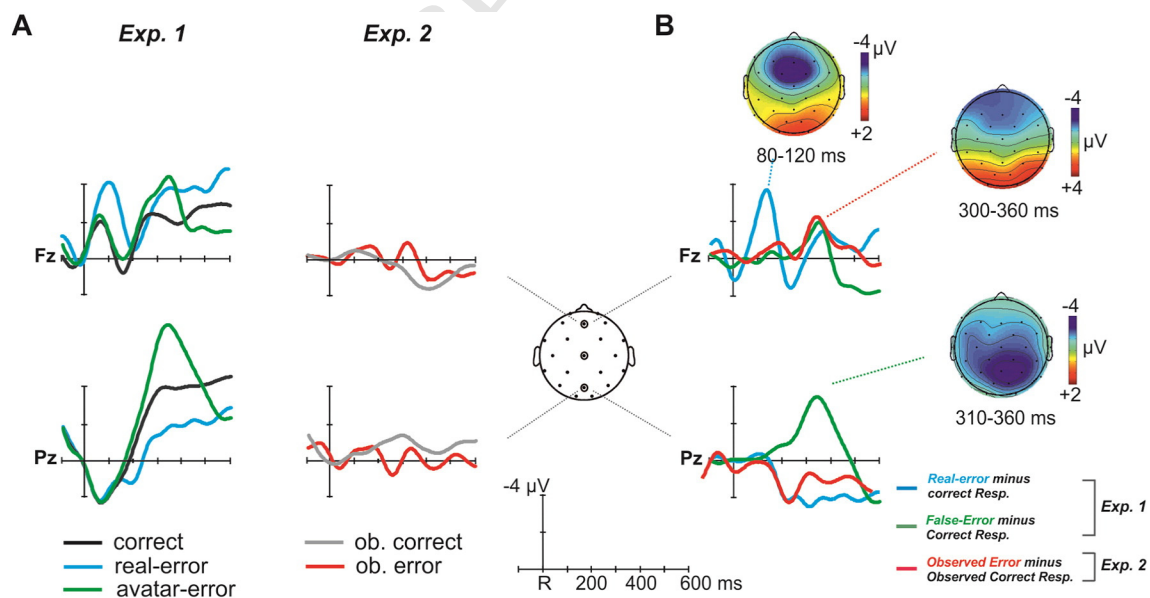 A
Exp. 1
Exp. 2
B
-4
µV
+2
80-120 ms
-4
µV
+4
300-360 ms
Fz
Fz
-4
µV
+2
310-360 ms
Pz
Pz
-4 µV
R
200
400
600 ms
correct
real-error
avatar-error
ob. correct
ob. error
Real-error minus
correct Resp.
False-Error minus
Correct Resp.
Exp. 1
Observed Error minus
Observed Correct Resp.
Exp. 2